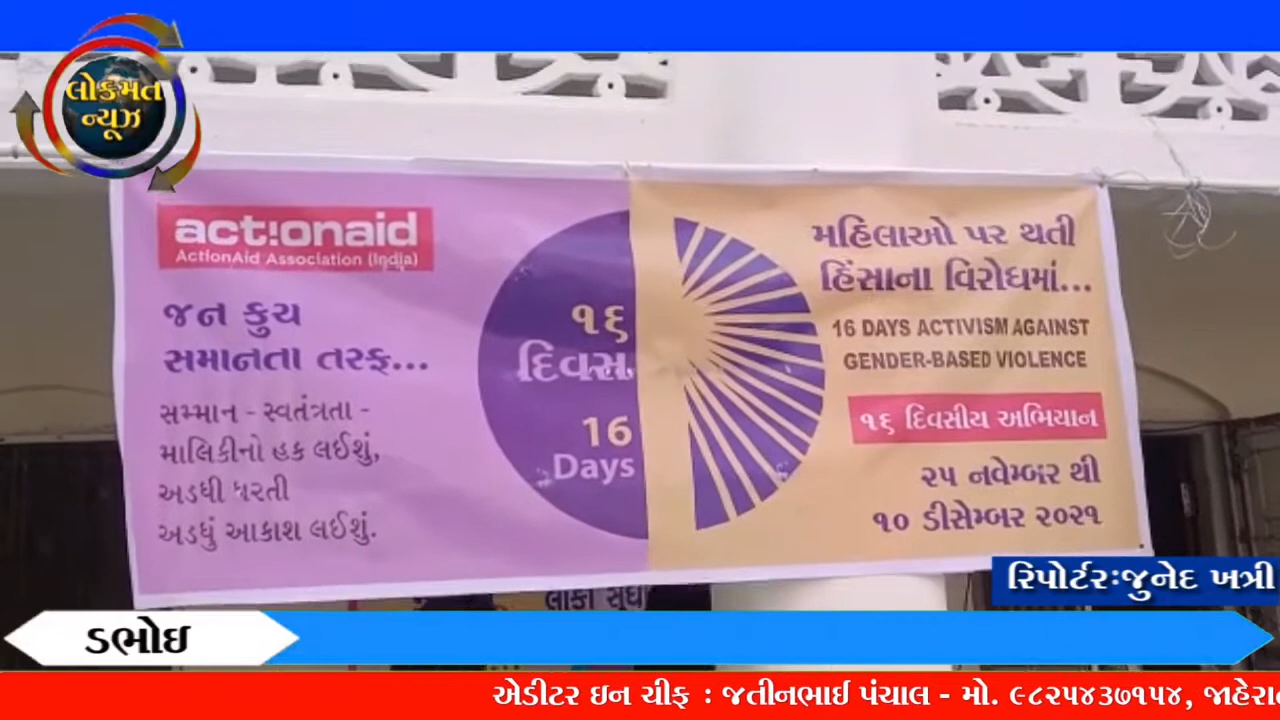 લોકમત
ન્યૂઝ
act!onaid
ActionAid Association (India)
જન કુચ
સમાનતા તરફ...
સમ્માન - સ્વતંત્રતા -
માલિકીનો હક લઈશું,
અડધી ધરતી
અડધું આકાશ લઈશું.
૧૬
દિવસ
16
Days
મહિલાઓ પર થતી
હિંસાના વિરોધમાં...
16 DAYS ACTIVISM AGAINST
GENDER-BASED VIOLENCE
૧૬ દિવસીય અભિયાન
૨૫ નવેમ્બર થી
૧૦ ડીસેમ્બર ૨૦૨૧
રિપોર્ટર:જુનેદ ખત્રી
ડભોઇ
એડીટર ઇન ચીફ : જતીનભાઈ પંચાલ - મો. ૯૮૨૫૪૩૭૧૫૪,